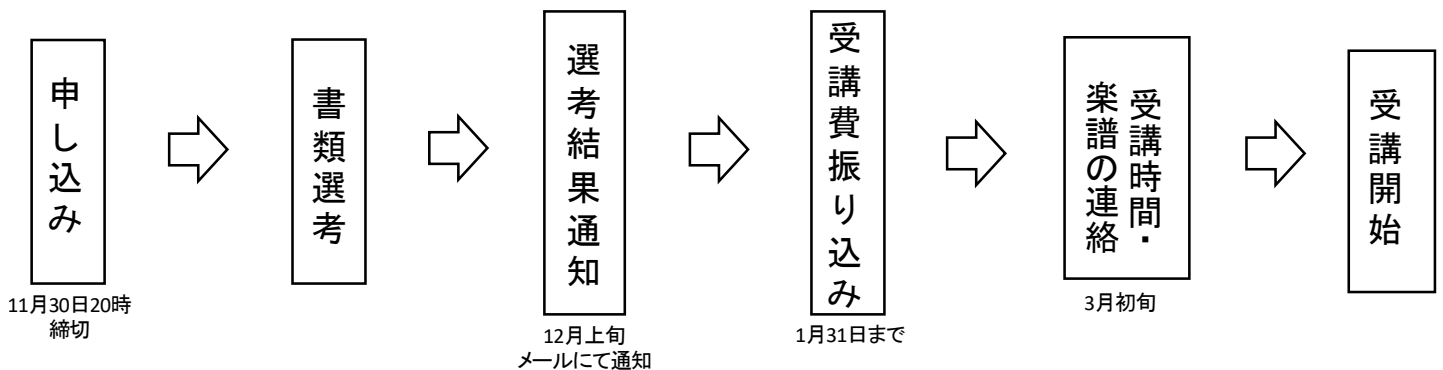 申し込み
11月30日20時
締切
書類選考
選考結果通知
12月上旬
メールにて通知
受講費振り込み
1月31日まで
受講時間・
楽譜の連絡
3月初旬
受講開始